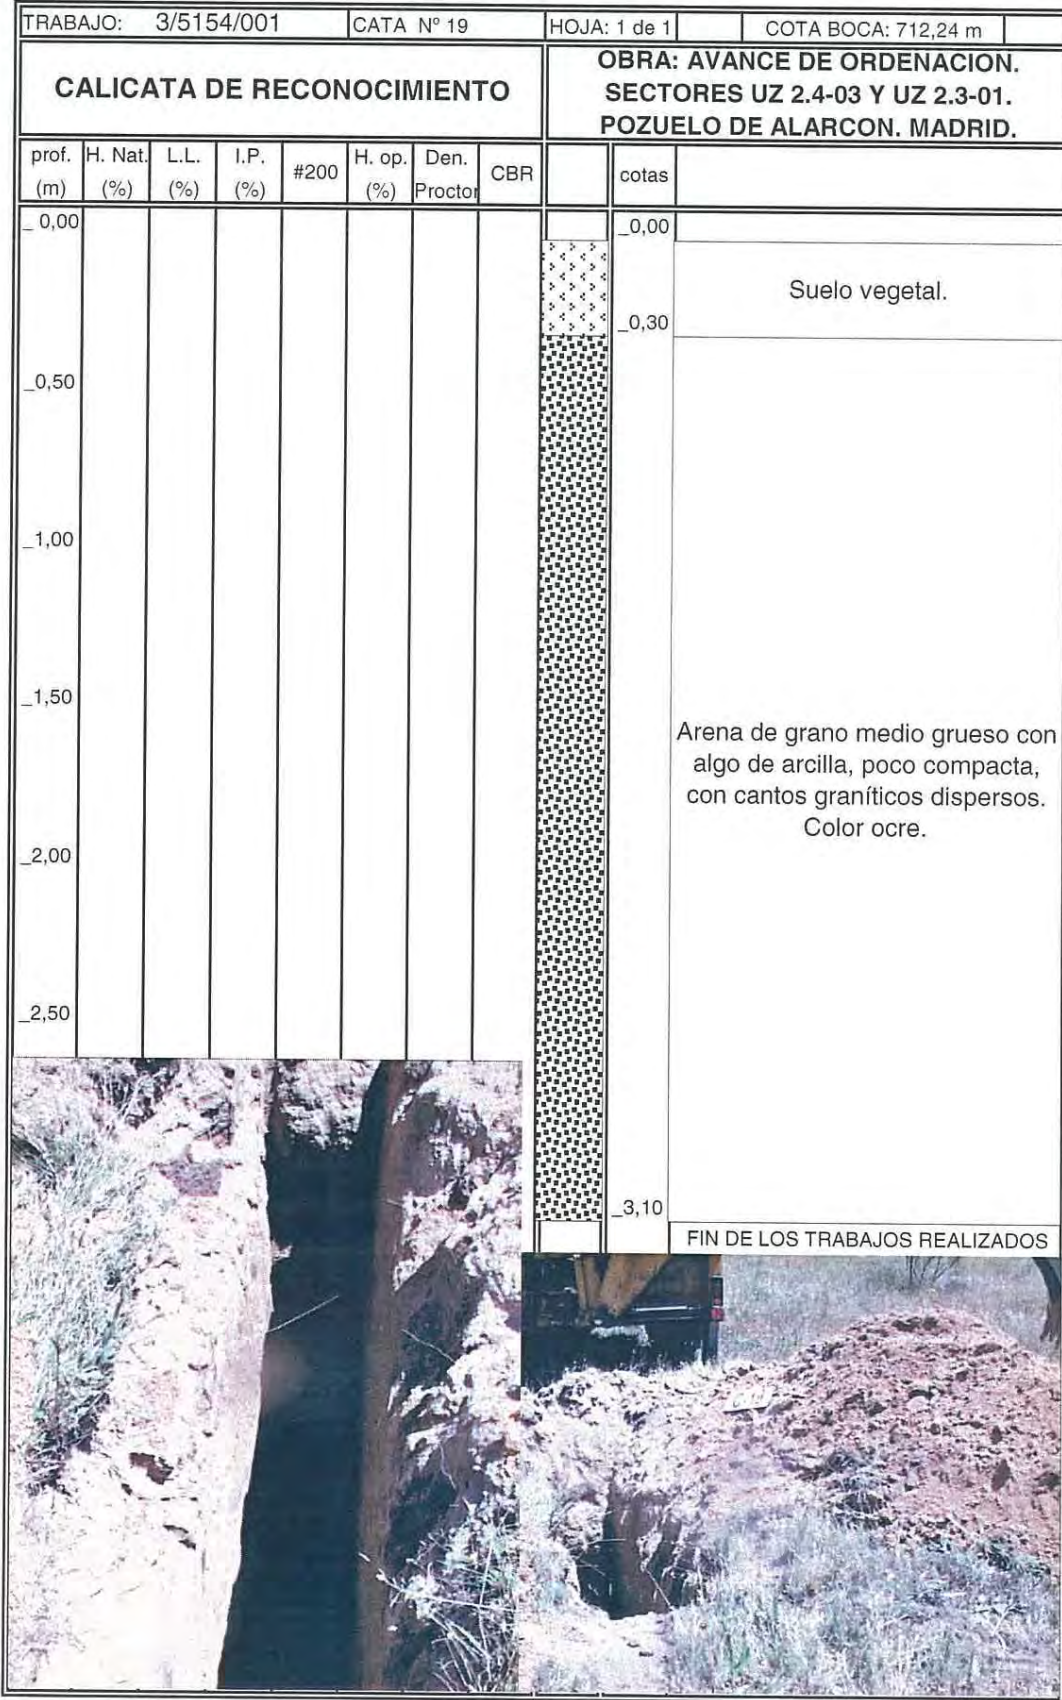 TRABAJO: 3/5154/001 CATA Nº 19 HOJA: 1 de 1 COTA BOCA: 712,24 m
CALICATA DE RECONOCIMIENTO
OBRA: AVANCE DE ORDENACION.
SECTORES UZ 2.4-03 Y UZ 2.3-01.
POZUELO DE ALARCON. MADRID.
prof. (m) H. Nat. (%) L.L. (%) I.P. (%) #200 H. op. (%) Den. Proctor CBR cotas
_ 0,00 _0,00
Suelo vegetal.
_0,30
_0,50
_1,00
_1,50
Arena de grano medio grueso con
algo de arcilla, poco compacta,
con cantos graníticos dispersos.
Color ocre.
_2,00
_2,50
_3,10
FIN DE LOS TRABAJOS REALIZADOS